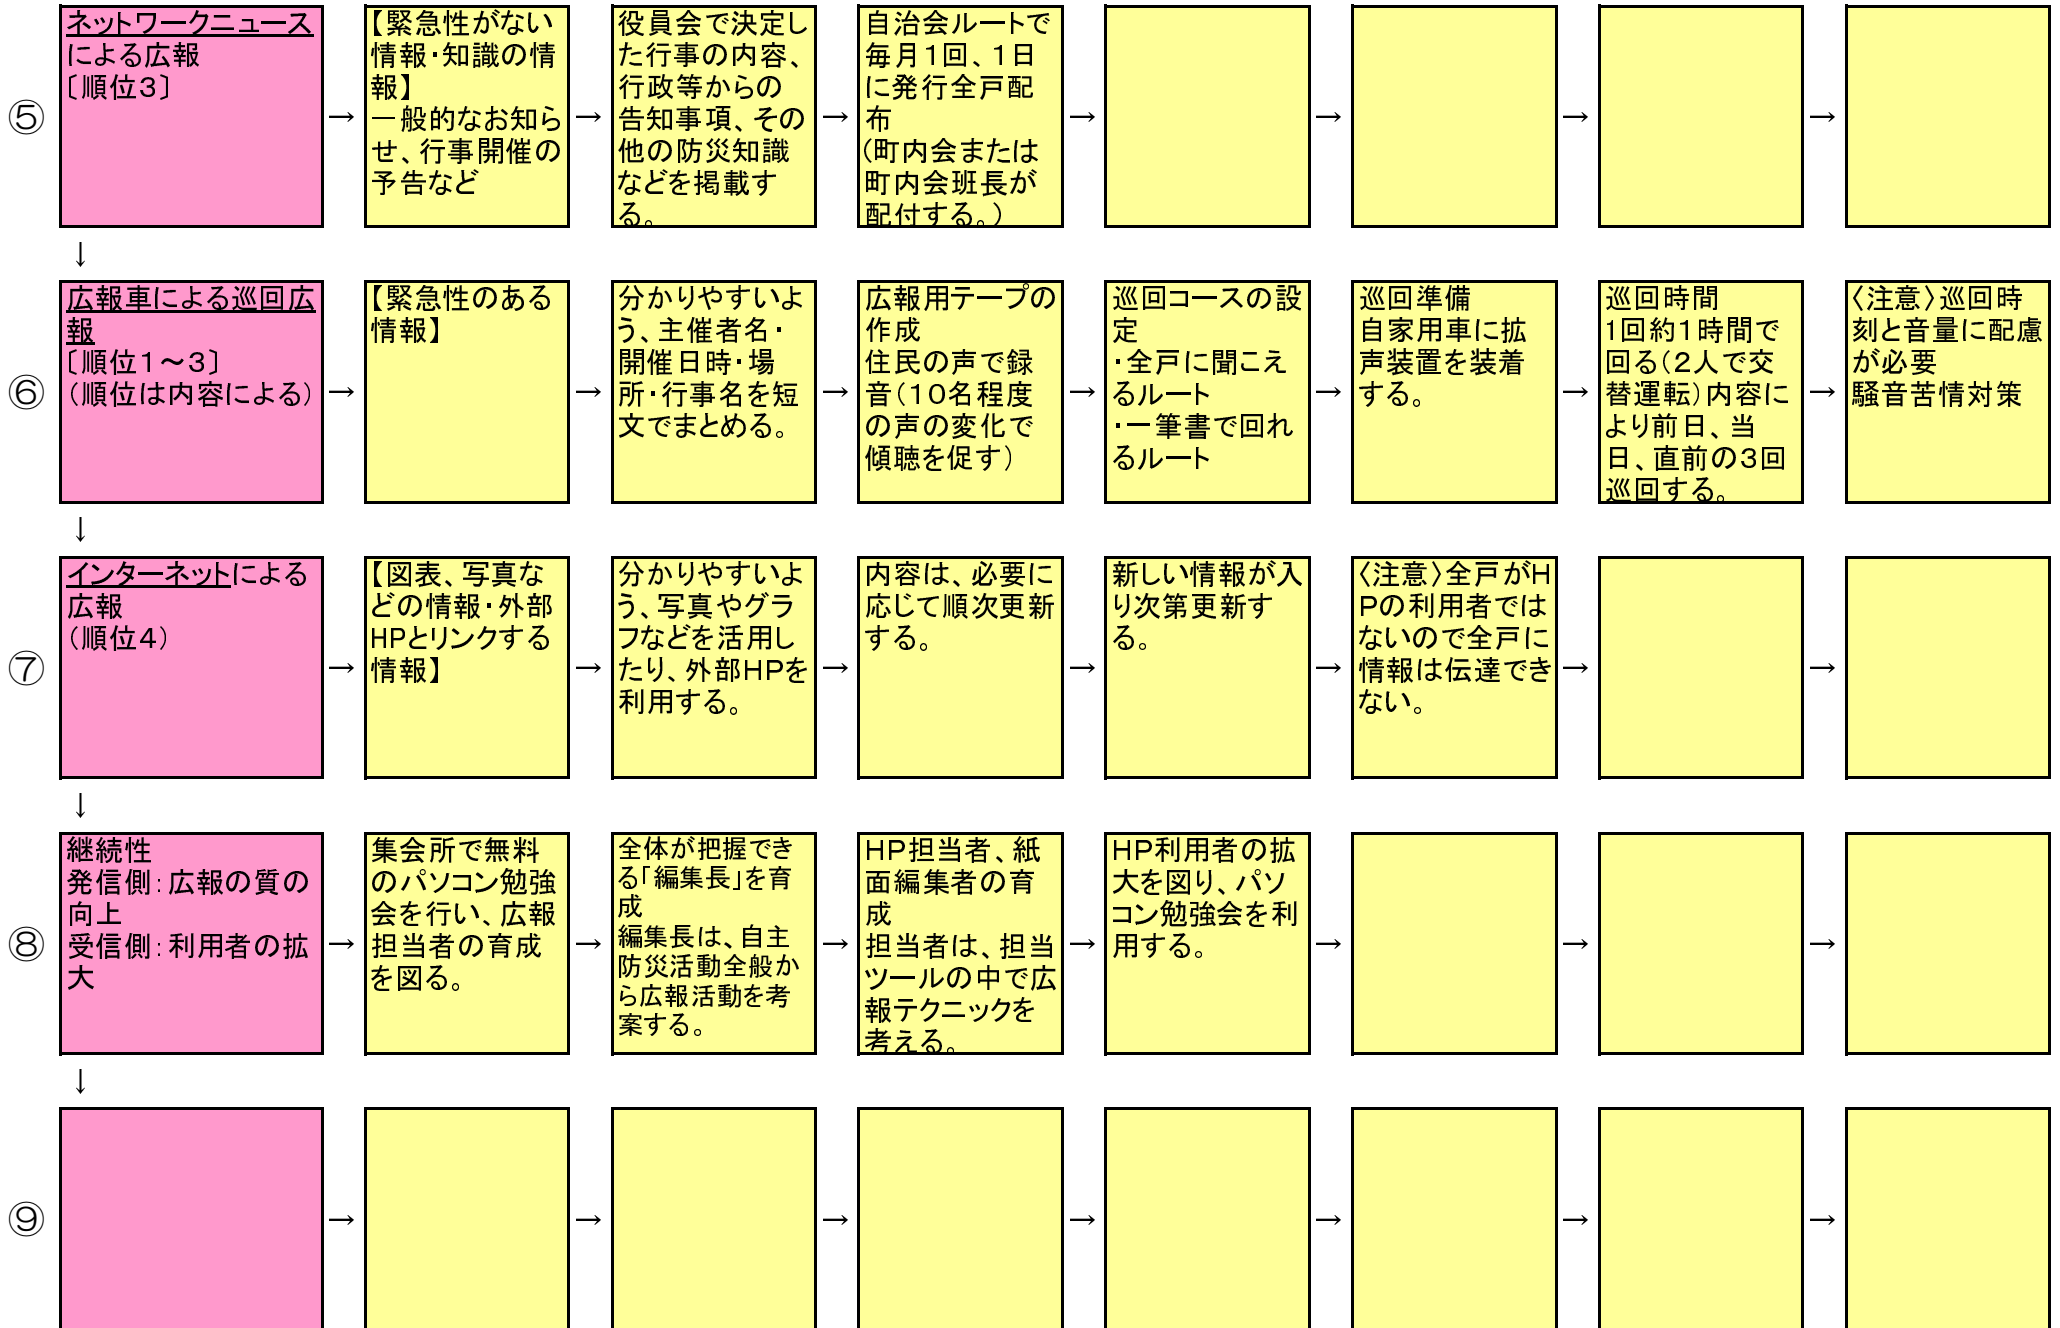 ⑤
ネットワークニュース
による広報
〔順位3〕
→
【緊急性がない
情報・知識の情
報】
一般的なお知ら
せ、行事開催の
予告など
→
役員会で決定し
た行事の内容、
行政等からの
告知事項、その
他の防災知識
などを掲載す
る。
→
自治会ルートで
毎月1回、1日
に発行全戸配
布
(町内会または
町内会班長が
配付する。)
→
→
→
→
↓
⑥
広報車による巡回広
報
〔順位1～3〕
(順位は内容による)
→
【緊急性のある
情報】
→
分かりやすいよ
う、主催者名・
開催日時・場
所・行事名を短
文でまとめる。
→
広報用テープの
作成
住民の声で録
音(10名程度
の声の変化で
傾聴を促す)
→
巡回コースの設
定
・全戸に聞こえ
るルート
・一筆書で回れ
るルート
→
巡回準備
自家用車に拡
声装置を装着
する。
→
巡回時間
1回約1時間で
回る(2人で交
替運転)内容に
より前日、当
日、直前の3回
巡回する。
→
〈注意〉巡回時
刻と音量に配慮
が必要
騒音苦情対策
↓
⑦
インターネットによる
広報
(順位4)
→
【図表、写真な
どの情報・外部
HPとリンクする
情報】
→
分かりやすいよ
う、写真やグラ
フなどを活用し
たり、外部HPを
利用する。
→
内容は、必要に
応じて順次更新
する。
→
新しい情報が入
り次第更新す
る。
→
〈注意〉全戸がH
Pの利用者では
ないので全戸に
情報は伝達でき
ない。
→
→
↓
⑧
継続性
発信側:広報の質の
向上
受信側:利用者の拡
大
→
集会所で無料
のパソコン勉強
会を行い、広報
担当者の育成
を図る。
→
全体が把握でき
る「編集長」を育
成
編集長は、自主
防災活動全般か
ら広報活動を考
案する。
→
HP担当者、紙
面編集者の育
成
担当者は、担当
ツールの中で広
報テクニックを
考える。
→
HP利用者の拡
大を図り、パソ
コン勉強会を利
用する。
→
→
→
↓
⑨
→
→
→
→
→
→
→